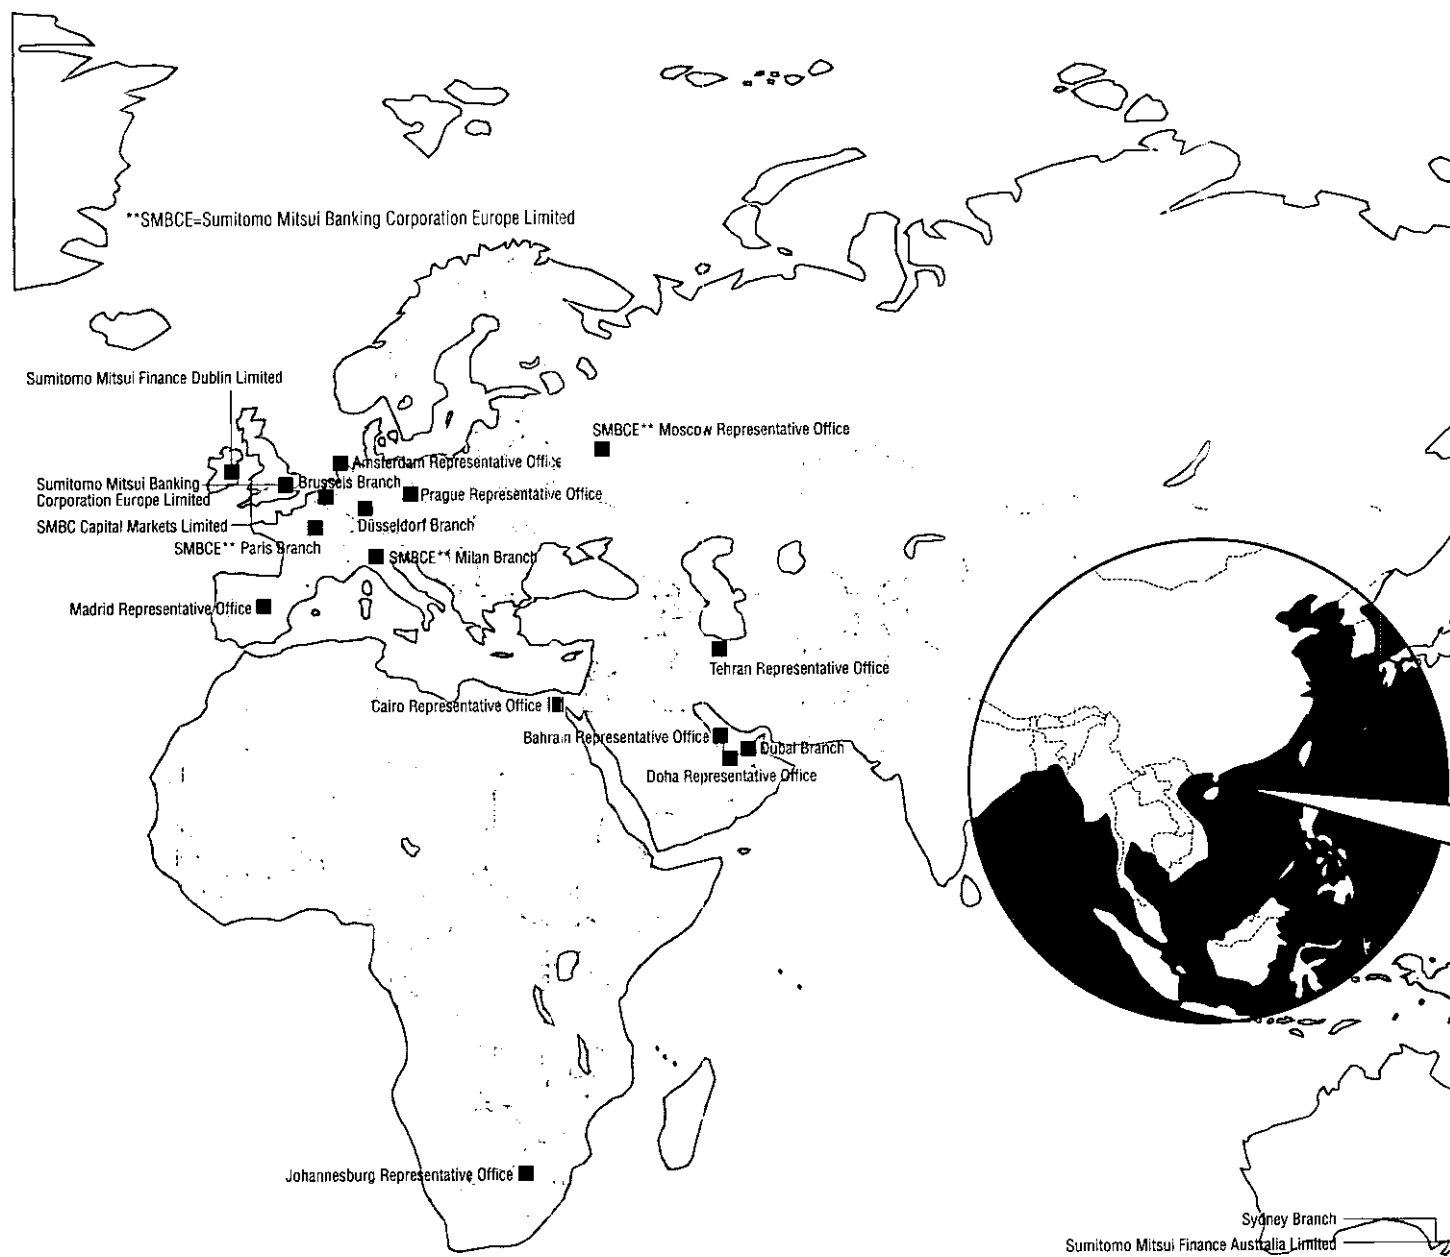 **SMBCE=Sumitomo Mitsui Banking Corporation Europe Limited
Sumitomo Mitsui Finance Dublin Limited
SMBCE** Moscow Representative Office
Amsterdam Representative Office
Sumitomo Mitsui Banking
Corporation Europe Limited
Brussels Branch
Prague Representative Office
SMBC Capital Markets Limited
Düsseldorf Branch
SMBCE** Paris Branch
SMBCE** Milan Branch
Madrid Representative Office
Tehran Representative Office
Cairo Representative Office
Bahrain Representative Office
Dubai Branch
Doha Representative Office
Johannesburg Representative Office
Sydney Branch
Sumitomo Mitsui Finance Australia Limited